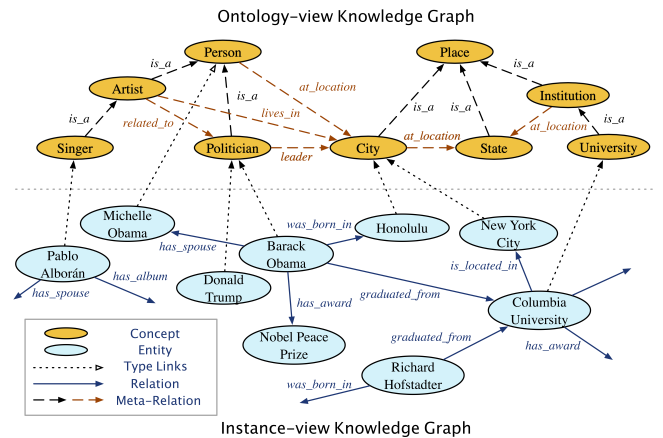 Ontology-view Knowledge Graph
Person
Place
is_a
is_a
at_location
Artist
is_a
is_a
is_a
Institution
is_a
related_to
lives_in
at_location
at_location
is_a
Singer
Politician
leader
City
State
University
Michelle
Obama
was_born_in
Honolulu
New York
City
has_spouse
Pablo
Alborán
Barack
Obama
is_located_in
has_album
has_spouse
Donald
Trump
has_award
graduated_from
Columbia
University
Nobel Peace
Prize
graduated_from
has_award
Richard
Hofstadter
was_born_in
Concept
Entity
Type Links
Relation
Meta-Relation
Instance-view Knowledge Graph